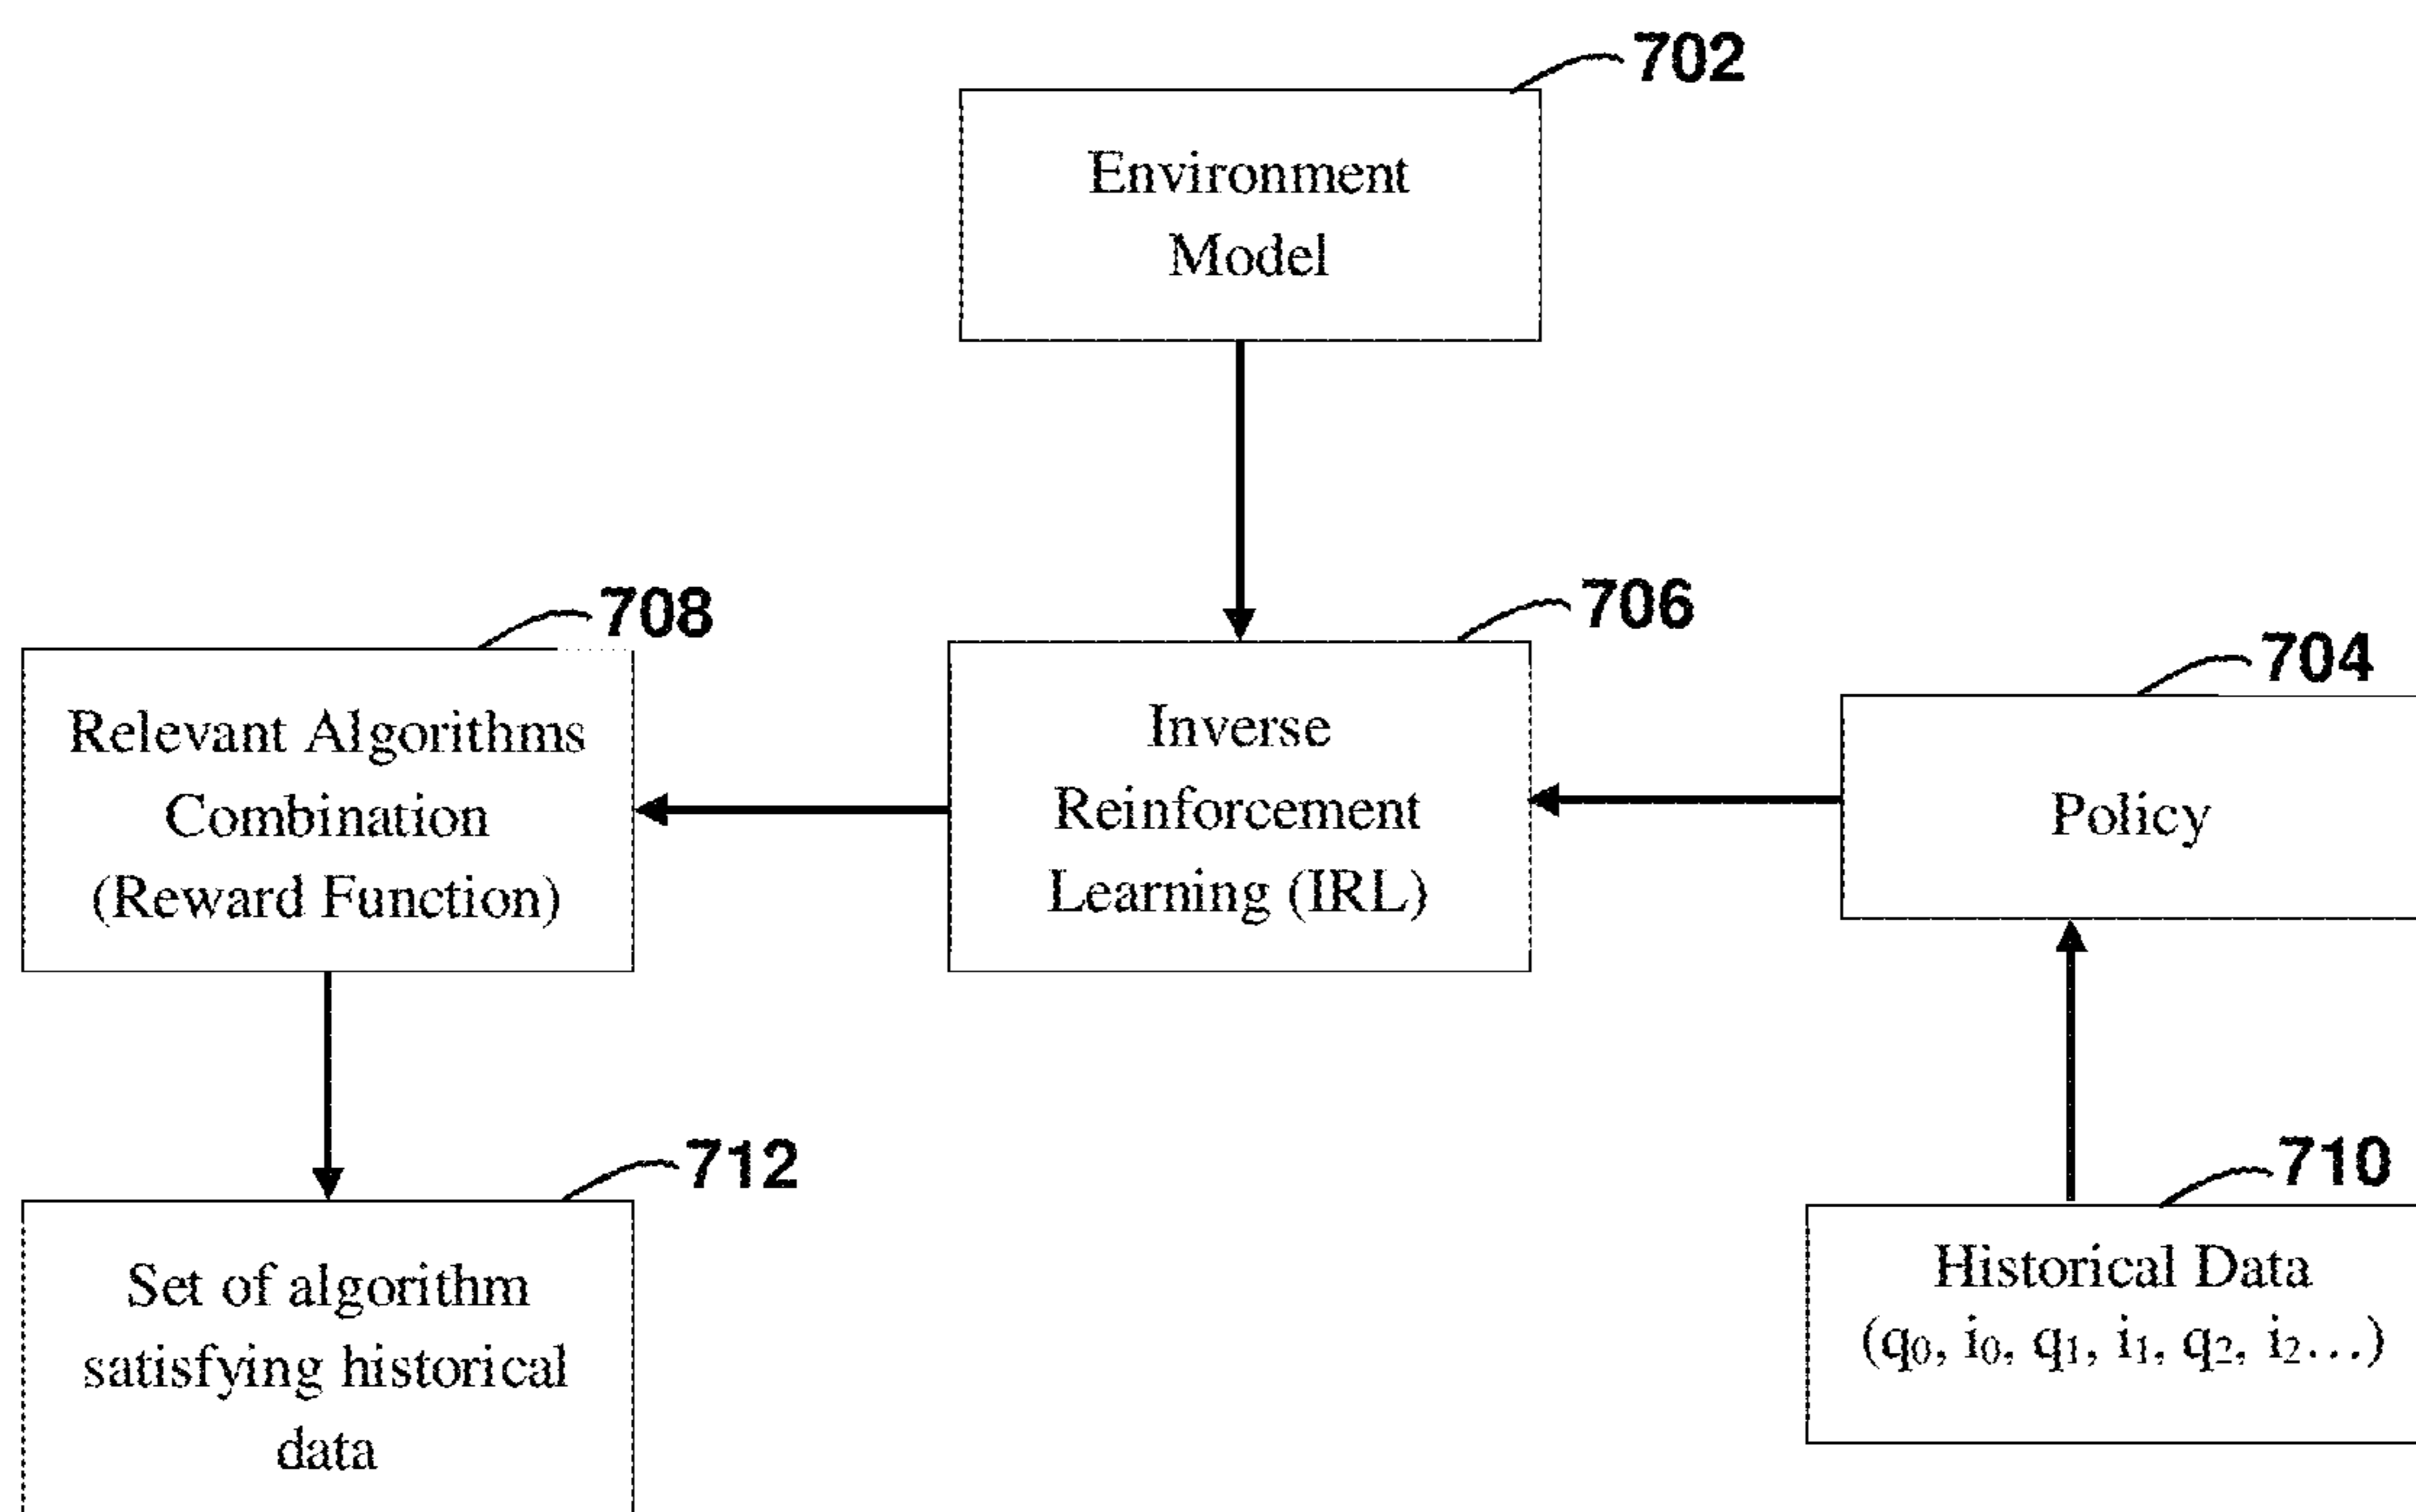 702
Environment
Model
708
Relevant Algorithms
Combination
(Reward Function)
706
Inverse
Reinforcement
Learning (IRL)
704
Policy
712
Set of algorithm
satisfying historical
data
710
Historical Data
(q₀, i₀, q₁, i₁, q₂, i₂...)